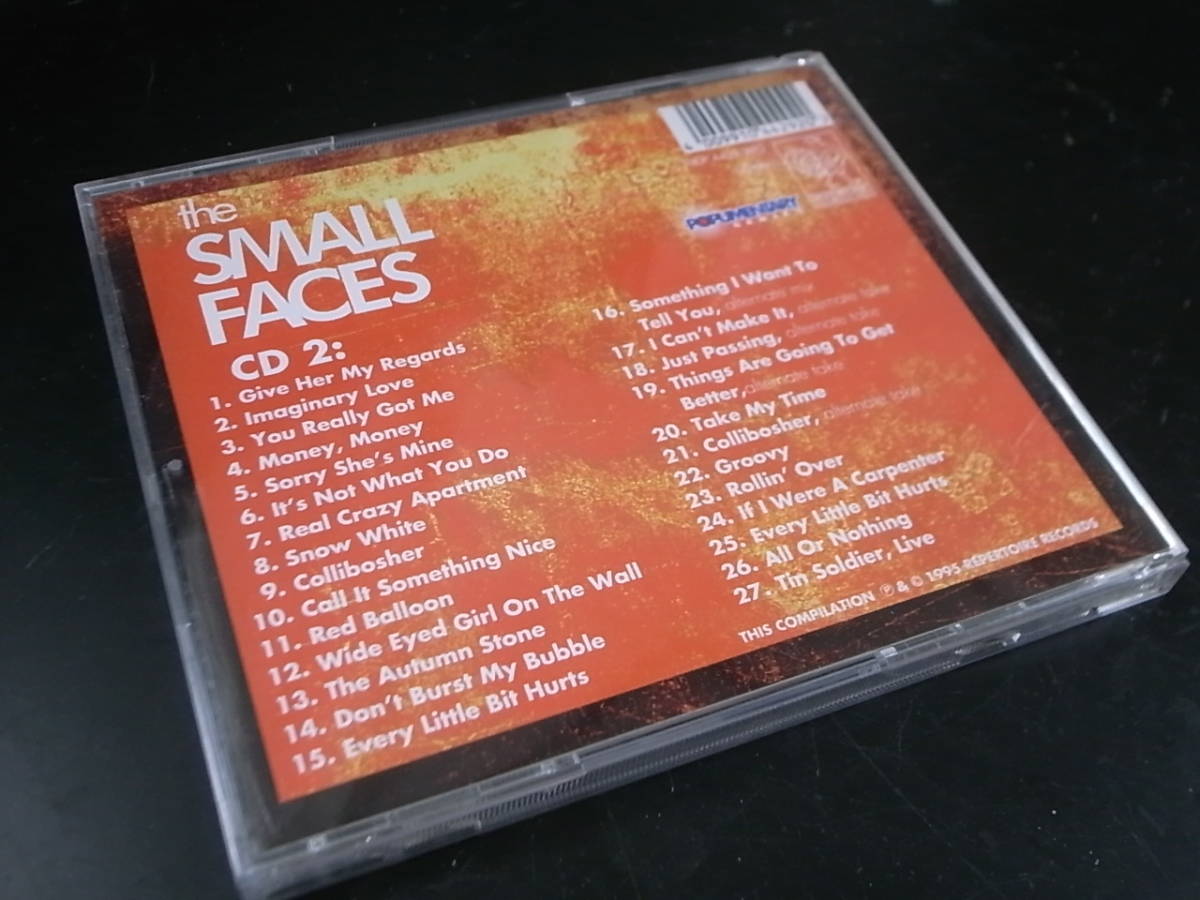 the
SMALL
FACES
CD 2:
1. Give Her My Regards
2. Imaginary Love
3. You Really Got Me
4. Money, Money
5. Sorry She's Mine
6. It's Not What You Do
7. Real Crazy Apartment
8. Snow White
9. Collibosher
10. Call It Something Nice
11. Red Balloon
12. Wide Eyed Girl On The Wall
13. The Autumn Stone
14. Don't Burst My Bubble
15. Every Little Bit Hurts
POPUMENTARY
16. Something I Want To
Tell You, alternate mix
17. I Can't Make It, alternate take
18. Just Passing, alternate take
19. Things Are Going To Get
Better, alternate take
20. Take My Time
21. Collibosher, alternate take
22. Groovy
23. Rollin' Over
24. If I Were A Carpenter
25. Every Little Bit Hurts
26. All Or Nothing
27. Tin Soldier, Live
THIS COMPILATION ℗ & © 1995 REPERTOIRE RECORDS